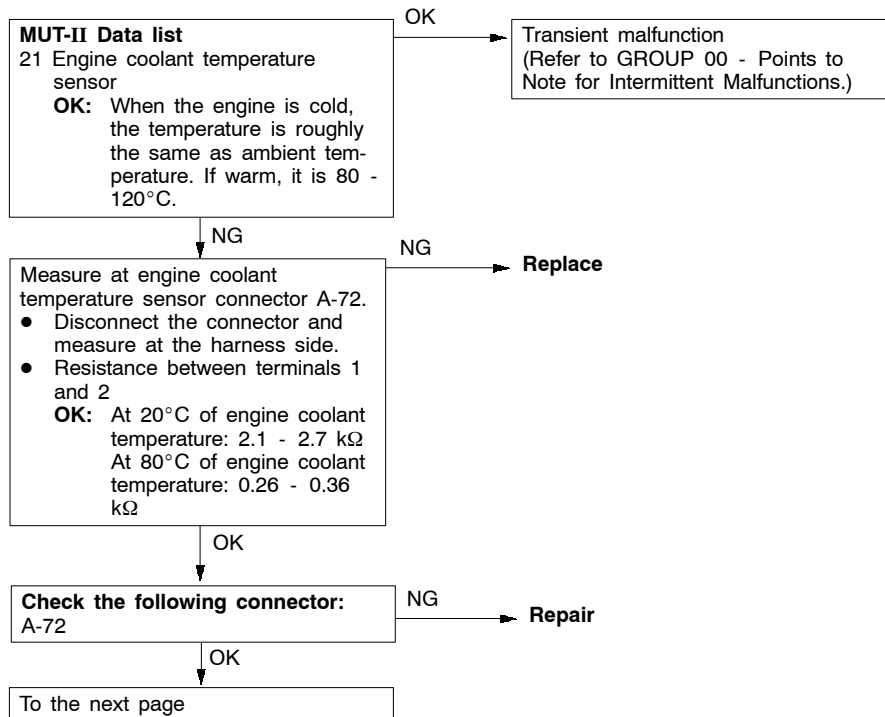 MUT-II Data list
21 Engine coolant temperature
sensor
OK: When the engine is cold,
the temperature is roughly
the same as ambient tem-
perature. If warm, it is 80 -
120°C.
OK
Transient malfunction
(Refer to GROUP 00 - Points to
Note for Intermittent Malfunctions.)
NG
Measure at engine coolant
temperature sensor connector A-72.
● Disconnect the connector and
measure at the harness side.
● Resistance between terminals 1
and 2
OK: At 20°C of engine coolant
temperature: 2.1 - 2.7 kΩ
At 80°C of engine coolant
temperature: 0.26 - 0.36
kΩ
NG
Replace
OK
Check the following connector:
A-72
NG
Repair
OK
To the next page